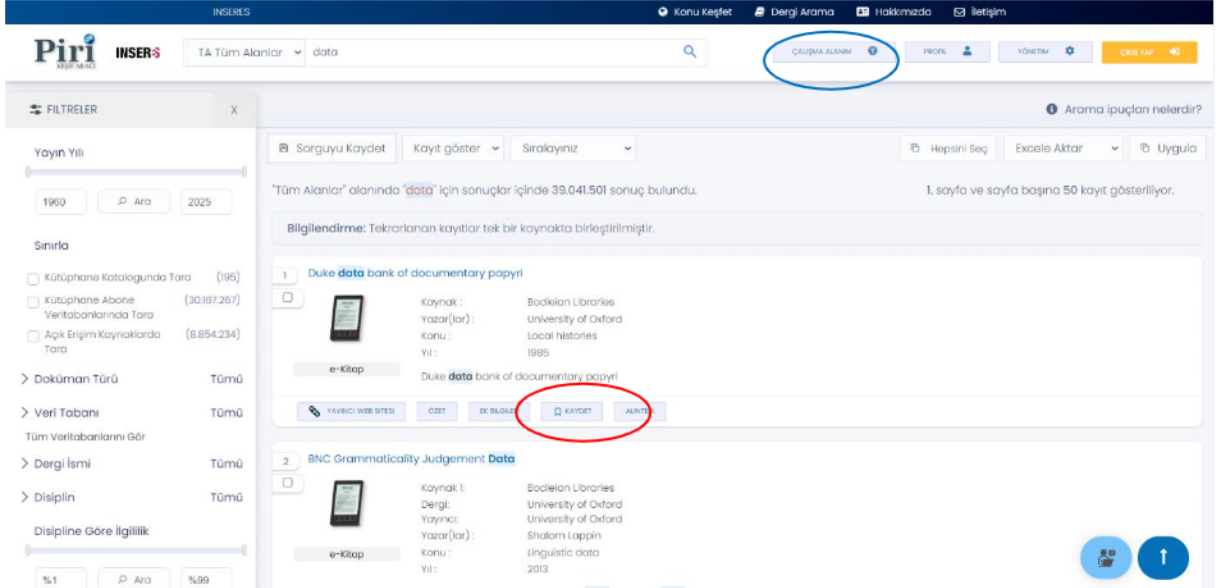 INSERES
Konu Keşfet
Dergi Arama
Hakkımızda
İletişim
Piri
KEŞİF ARACI
INSERS
TA Tüm Alanlar
data
ÇALIŞMA ALANIM
PROFİL
YÖNETİM
ÇIKIŞ YAP
FILTRELER
X
Arama ipuçları nelerdir?
Yayın Yılı
1960
Ara
2025
Sınırla
Kütüphane Katalogunda Tara (195)
Kütüphane Abone (30.187.267)
Veritabanlarında Tara
Açık Erişim Kaynaklarda (8.854.234)
Tara
Doküman Türü Tümü
Veri Tabanı Tümü
Tüm Veritabanlarını Gör
Dergi İsmi Tümü
Disiplin Tümü
Disipline Göre İlgililik
%1
Ara
%99
Sorguyu Kaydet
Kayıt göster
Sıralayınız
Hepsini Seç
Excele Aktar
Uygula
"Tüm Alanlar" alanında "data" için sonuçlar içinde 39.041.501 sonuç bulundu.
1. sayfa ve sayfa başına 50 kayıt gösteriliyor.
Bilgilendirme: Tekrarlanan kayıtlar tek bir kaynakta birleştirilmiştir.
1 Duke data bank of documentary papyri
Kaynak : Bodleian Libraries
Yazar(lar) : University of Oxford
Konu : Local histories
Yıl : 1985
e-Kitap
Duke data bank of documentary papyri
YAYINCI WEB SITESI
ÖZET
EK BİLGİLER
KAYDET
2 BNC Grammaticality Judgement Data
Kaynak 1: Bodleian Libraries
Dergi: University of Oxford
Yayıncı: University of Oxford
Yazar(lar) : Shalom Lappin
Konu : Linguistic data
Yıl : 2013
e-Kitap